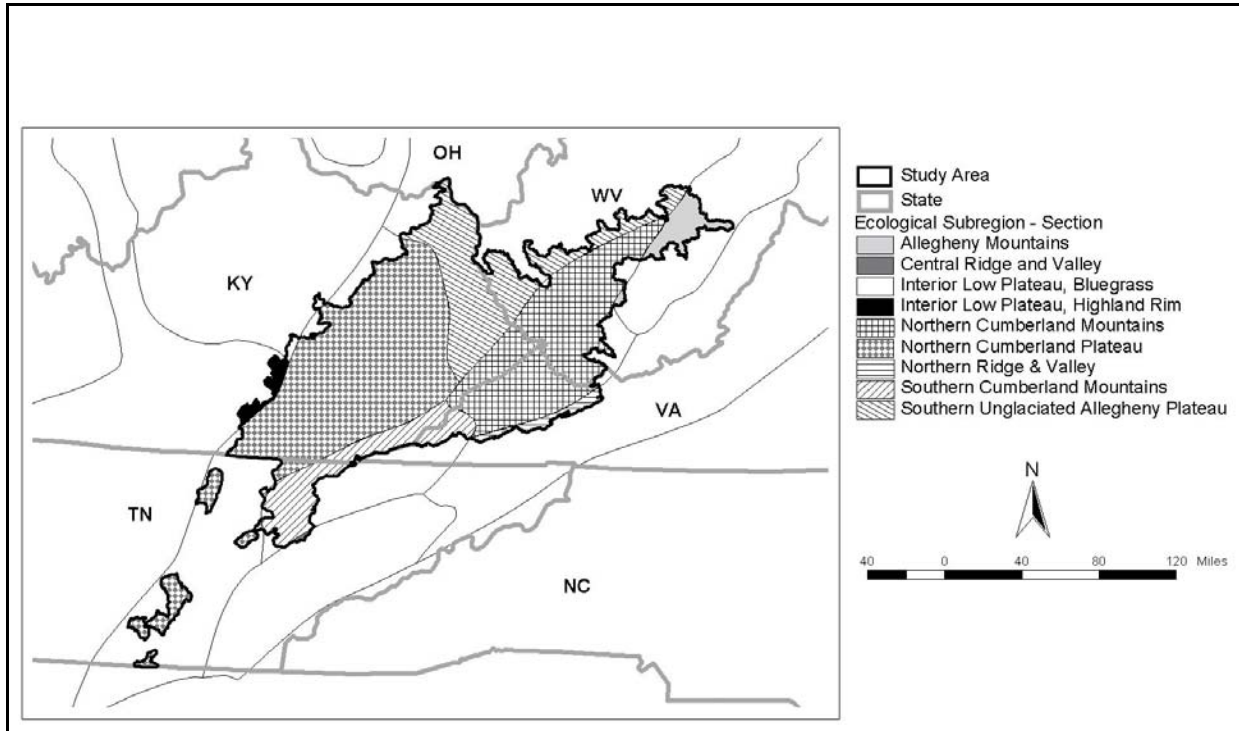 OH
WV
KY
VA
TN
NC
Study Area
State
Ecological Subregion - Section
Allegheny Mountains
Central Ridge and Valley
Interior Low Plateau, Bluegrass
Interior Low Plateau, Highland Rim
Northern Cumberland Mountains
Northern Cumberland Plateau
Northern Ridge & Valley
Southern Cumberland Mountains
Southern Unglaciated Allegheny Plateau
N
40 0 40 80 120 Miles